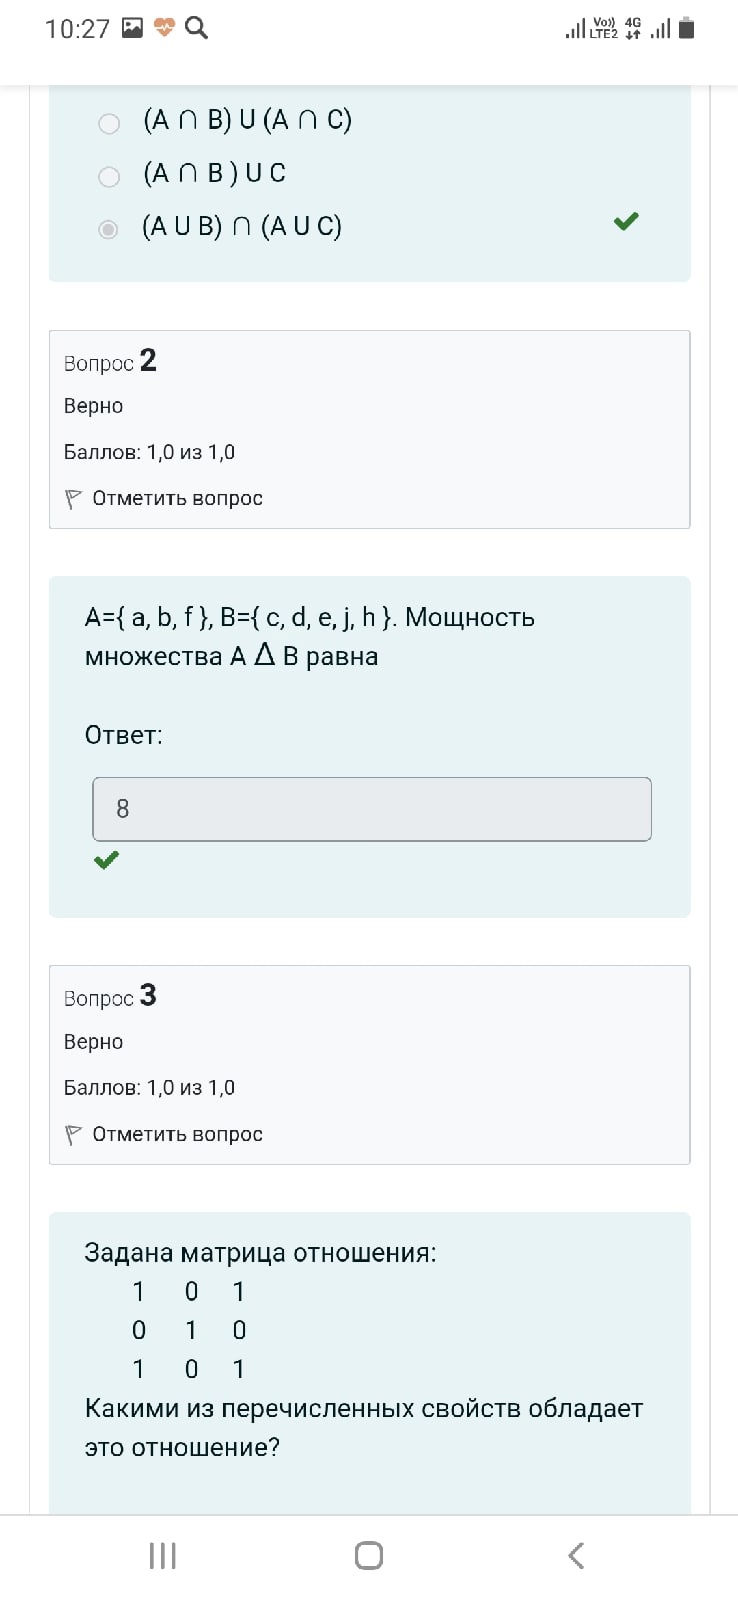 10:27 Vo)) 4G
LTE2
(A ∩ B) U (A ∩ C)
(A ∩ B ) U C
(A U B) ∩ (A U C)
Вопрос 2
Верно
Баллов: 1,0 из 1,0
Отметить вопрос
A={ a, b, f }, B={ c, d, e, j, h }. Мощность
множества A Δ B равна
Ответ:
8
Вопрос 3
Верно
Баллов: 1,0 из 1,0
Отметить вопрос
Задана матрица отношения:
1 0 1
0 1 0
1 0 1
Какими из перечисленных свойств обладает
это отношение?